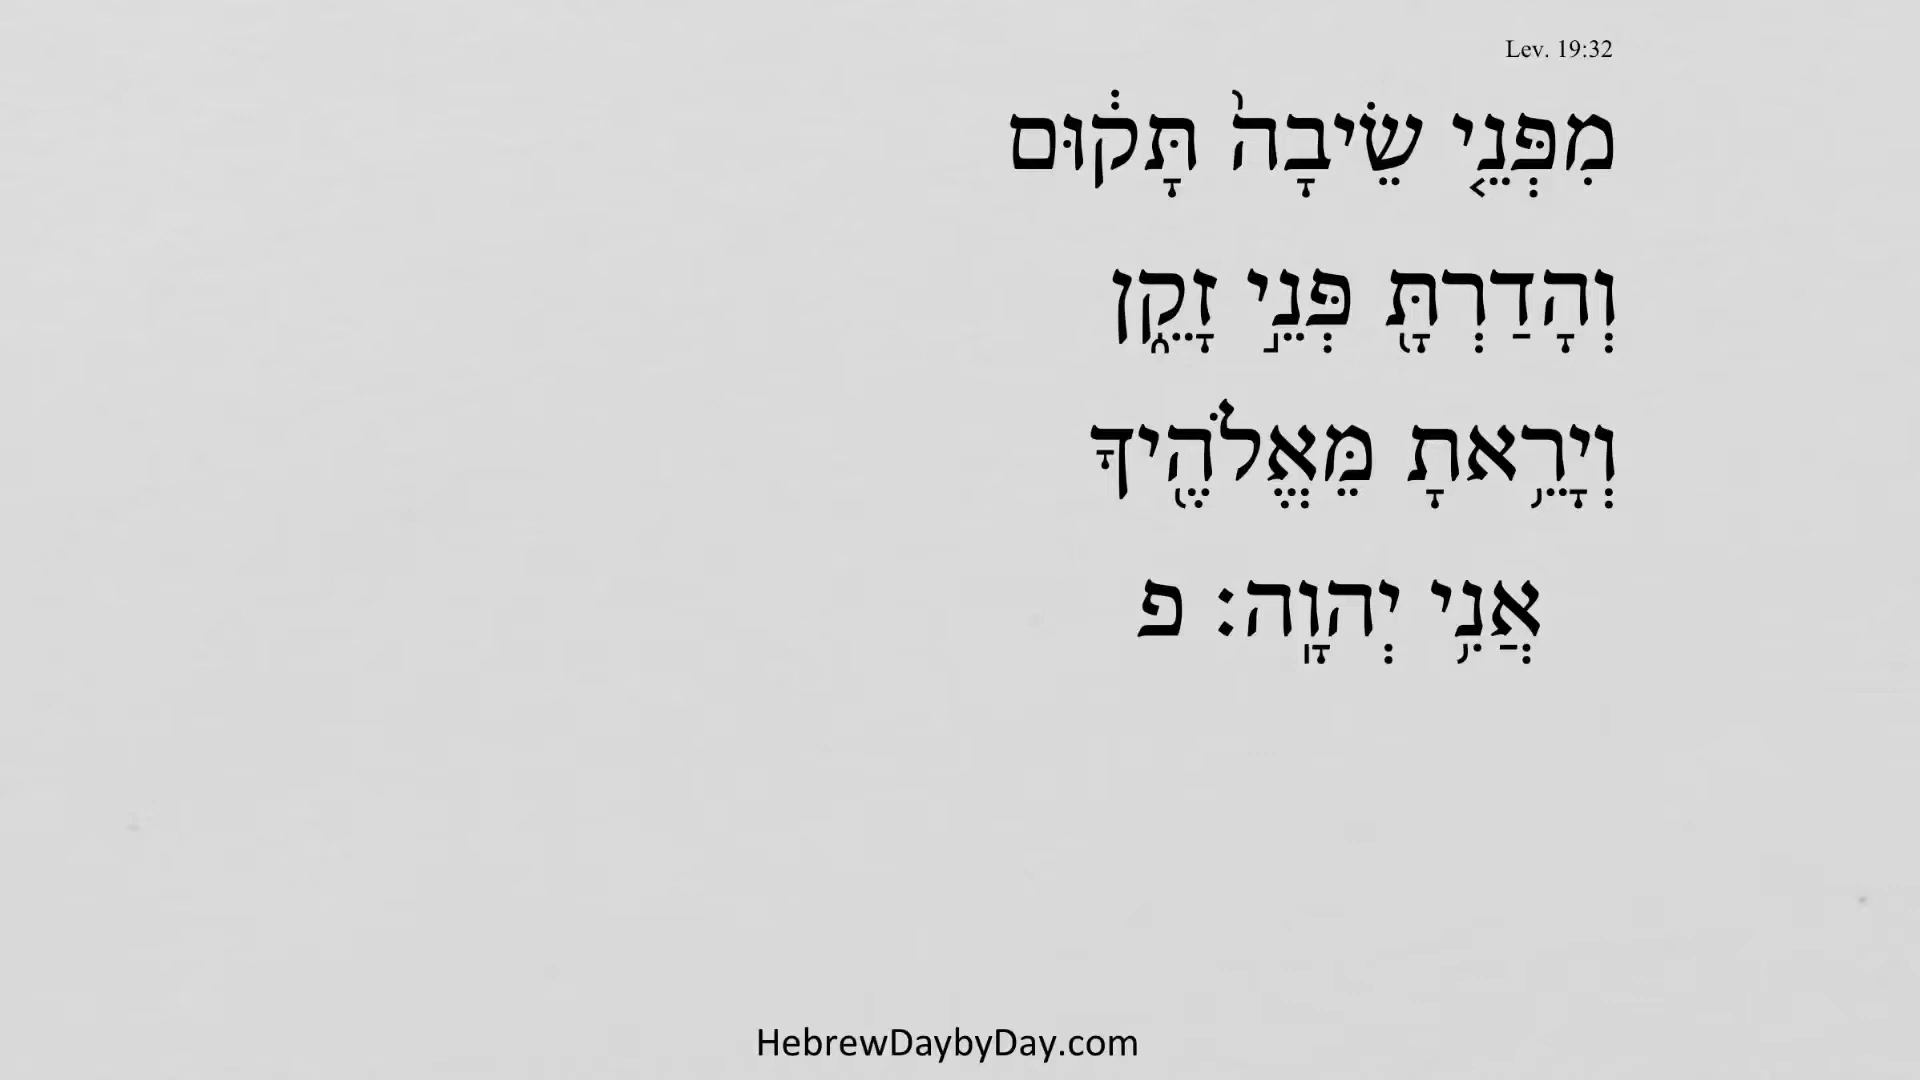 Lev. 19:32
מִפְּנֵ֤י שֵׂיבָה֙ תָּק֔וּם
וְהָדַרְתָּ֖ פְּנֵ֣י זָקֵ֑ן
וְיָרֵ֥אתָ מֵּאֱלֹהֶ֖יךָ
אֲנִ֥י יְהוָֽה׃ פ
HebrewDaybyDay.com